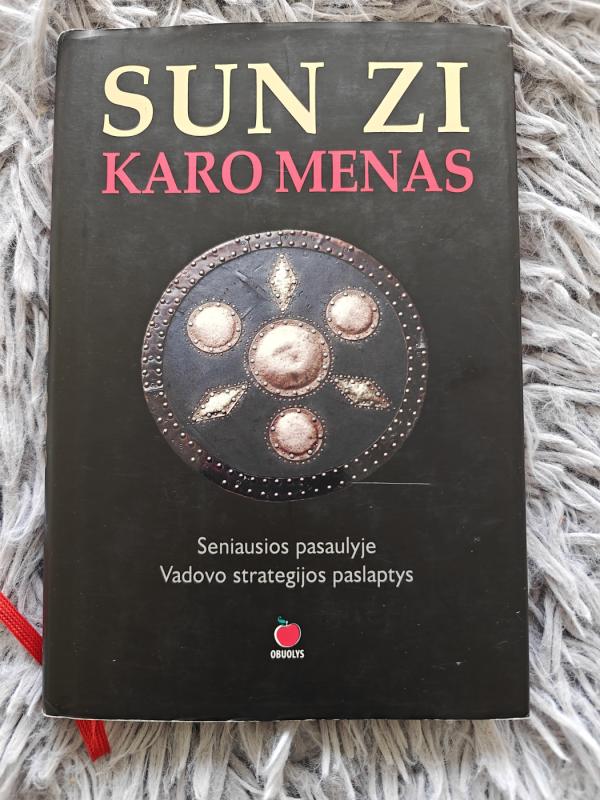 SUN ZI
KARO MENAS
Seniausios pasaulyje
Vadovo strategijos paslaptys
OBUOLYS